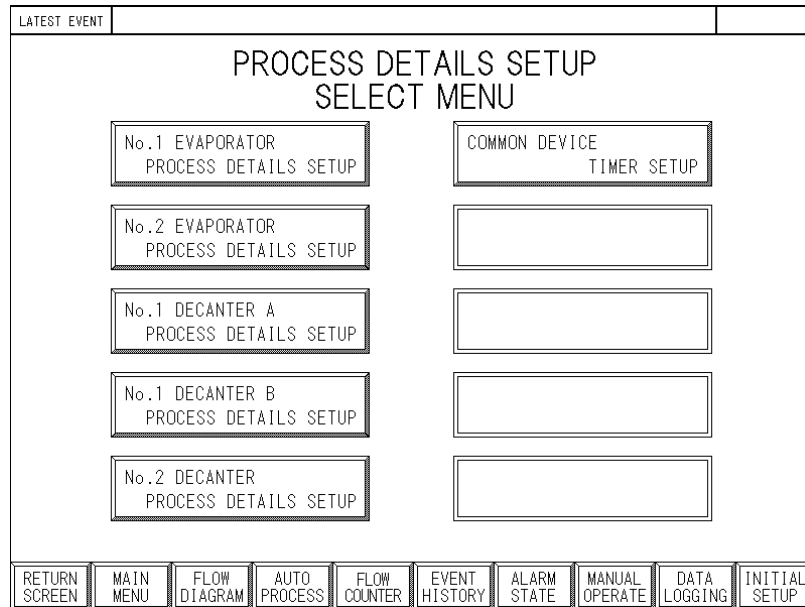 LATEST EVENT
PROCESS DETAILS SETUP
SELECT MENU
No.1 EVAPORATOR
PROCESS DETAILS SETUP
COMMON DEVICE
TIMER SETUP
No.2 EVAPORATOR
PROCESS DETAILS SETUP
No.1 DECANTER A
PROCESS DETAILS SETUP
No.1 DECANTER B
PROCESS DETAILS SETUP
No.2 DECANTER
PROCESS DETAILS SETUP
RETURN
SCREEN
MAIN
MENU
FLOW
DIAGRAM
AUTO
PROCESS
FLOW
COUNTER
EVENT
HISTORY
ALARM
STATE
MANUAL
OPERATE
DATA
LOGGING
INITIAL
SETUP